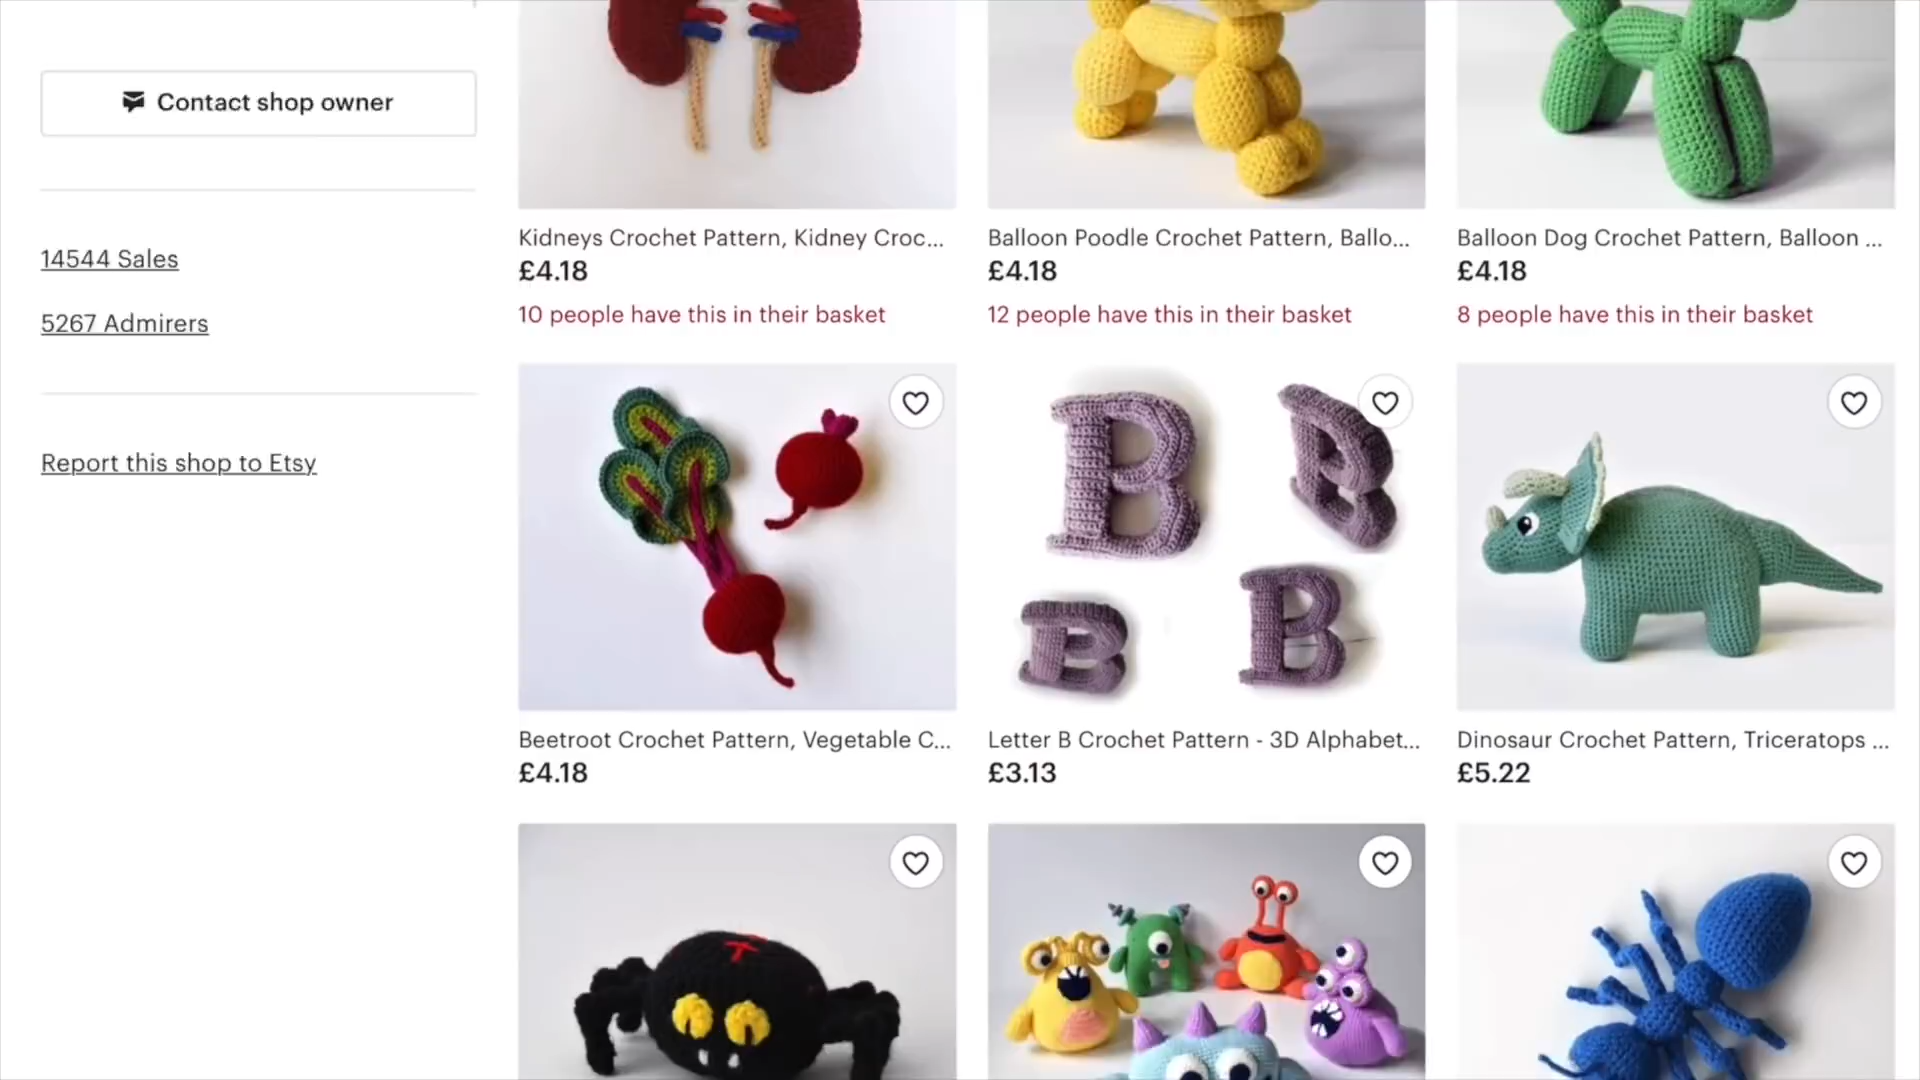 Contact shop owner
14544 Sales
5267 Admirers
Report this shop to Etsy
Kidneys Crochet Pattern, Kidney Croc...
£4.18
10 people have this in their basket
Balloon Poodle Crochet Pattern, Ballo...
£4.18
12 people have this in their basket
Balloon Dog Crochet Pattern, Balloon ...
£4.18
8 people have this in their basket
B
B
B
B
Beetroot Crochet Pattern, Vegetable C...
£4.18
Letter B Crochet Pattern - 3D Alphabet...
£3.13
Dinosaur Crochet Pattern, Triceratops ...
£5.22